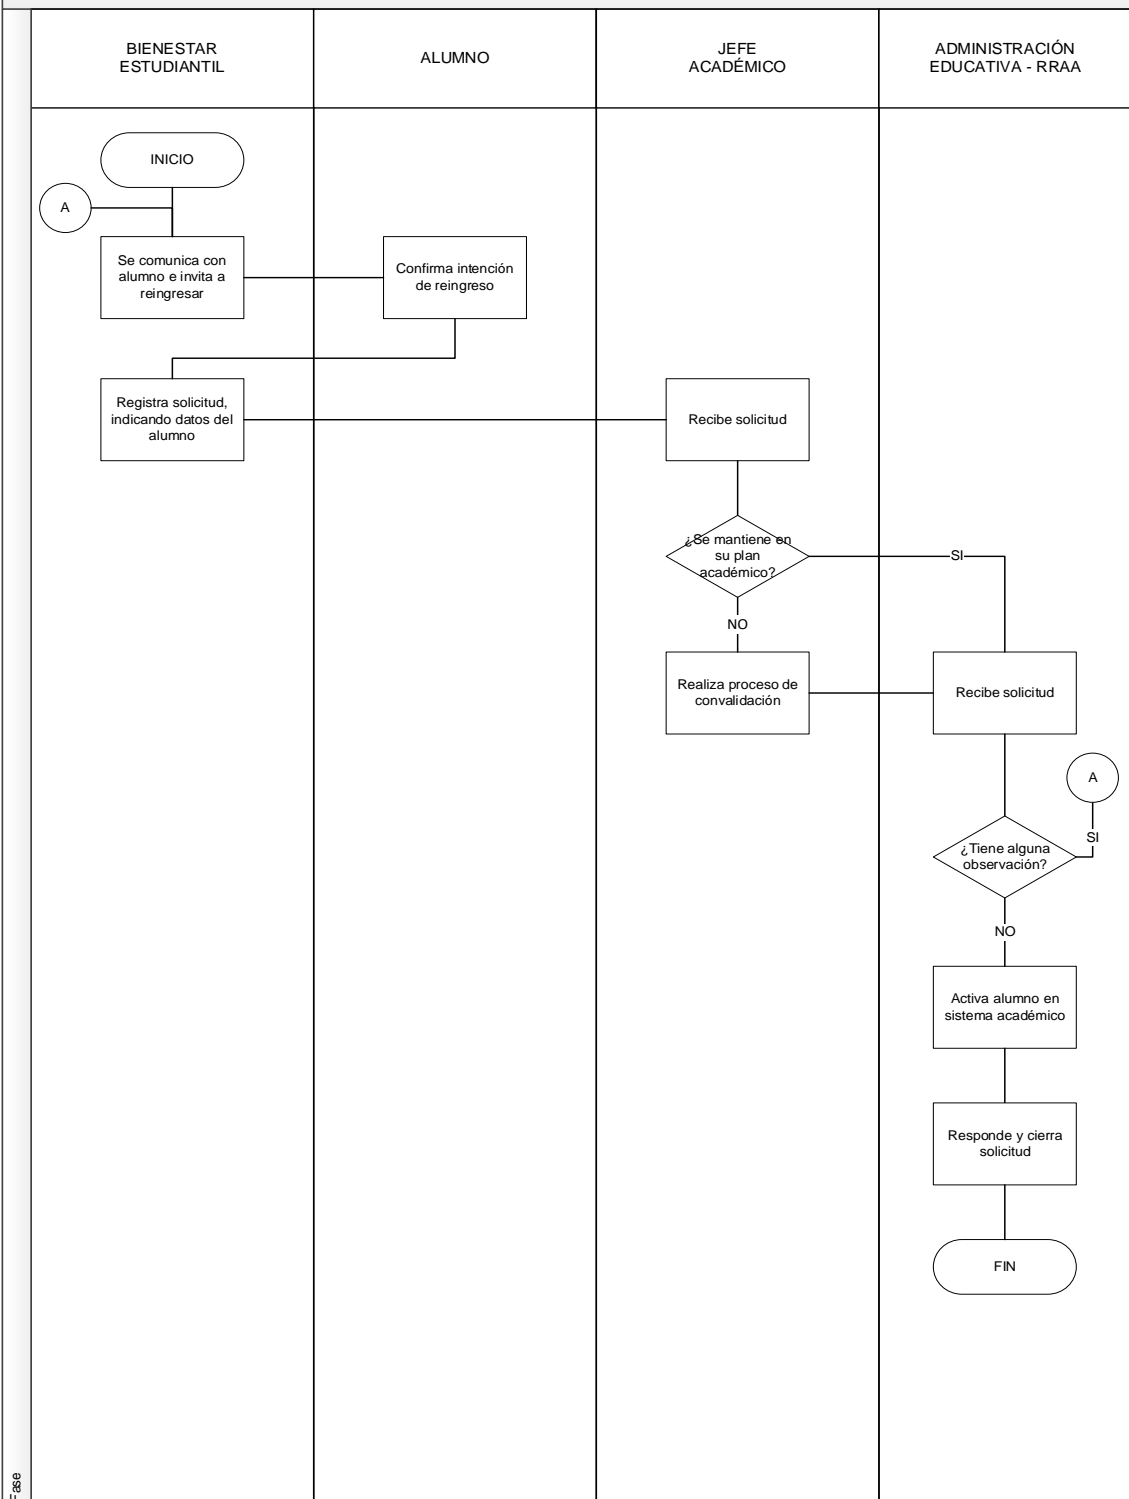 BIENESTAR
ESTUDIANTIL
ALUMNO
JEFE
ACADÉMICO
ADMINISTRACIÓN
EDUCATIVA - RRAA
INICIO
A
Se comunica con
alumno e invita a
reingresar
Confirma intención
de reingreso
Registra solicitud,
indicando datos del
alumno
Recibe solicitud
¿Se mantiene en
su plan
académico?
SI
NO
Realiza proceso de
convalidación
Recibe solicitud
A
SI
¿Tiene alguna
observación?
NO
Activa alumno en
sistema académico
Responde y cierra
solicitud
FIN
Fase